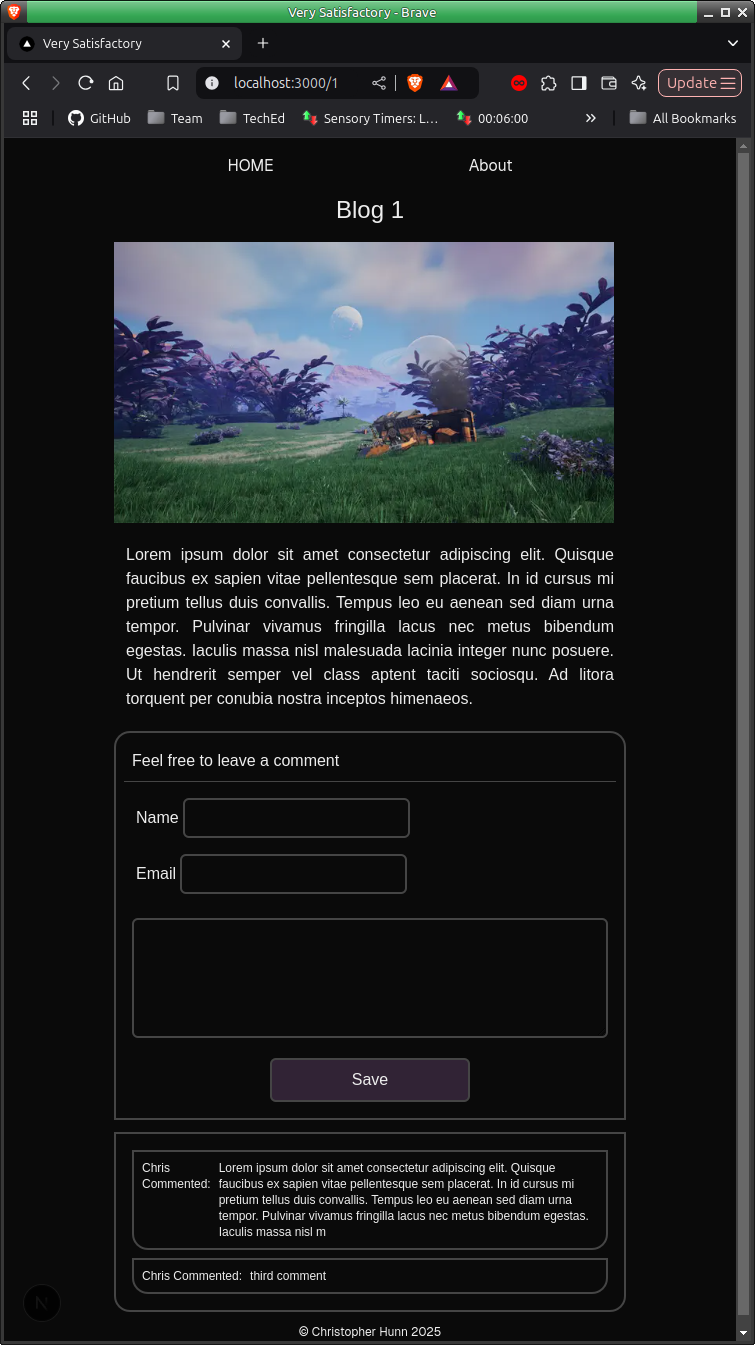 Very Satisfactory - Brave
Very Satisfactory
localhost:3000/1
Update
GitHub
Team
TechEd
Sensory Timers: L…
00:06:00
All Bookmarks
HOME
About
Blog 1
Lorem ipsum dolor sit amet consectetur adipiscing elit. Quisque
faucibus ex sapien vitae pellentesque sem placerat. In id cursus mi
pretium tellus duis convallis. Tempus leo eu aenean sed diam urna
tempor. Pulvinar vivamus fringilla lacus nec metus bibendum
egestas. Iaculis massa nisl malesuada lacinia integer nunc posuere.
Ut hendrerit semper vel class aptent taciti sociosqu. Ad litora
torquent per conubia nostra inceptos himenaeos.
Feel free to leave a comment
Name
Email
Save
Chris
Commented:
Lorem ipsum dolor sit amet consectetur adipiscing elit. Quisque
faucibus ex sapien vitae pellentesque sem placerat. In id cursus mi
pretium tellus duis convallis. Tempus leo eu aenean sed diam urna
tempor. Pulvinar vivamus fringilla lacus nec metus bibendum egestas.
Iaculis massa nisl m
Chris Commented:
third comment
N
© Christopher Hunn 2025